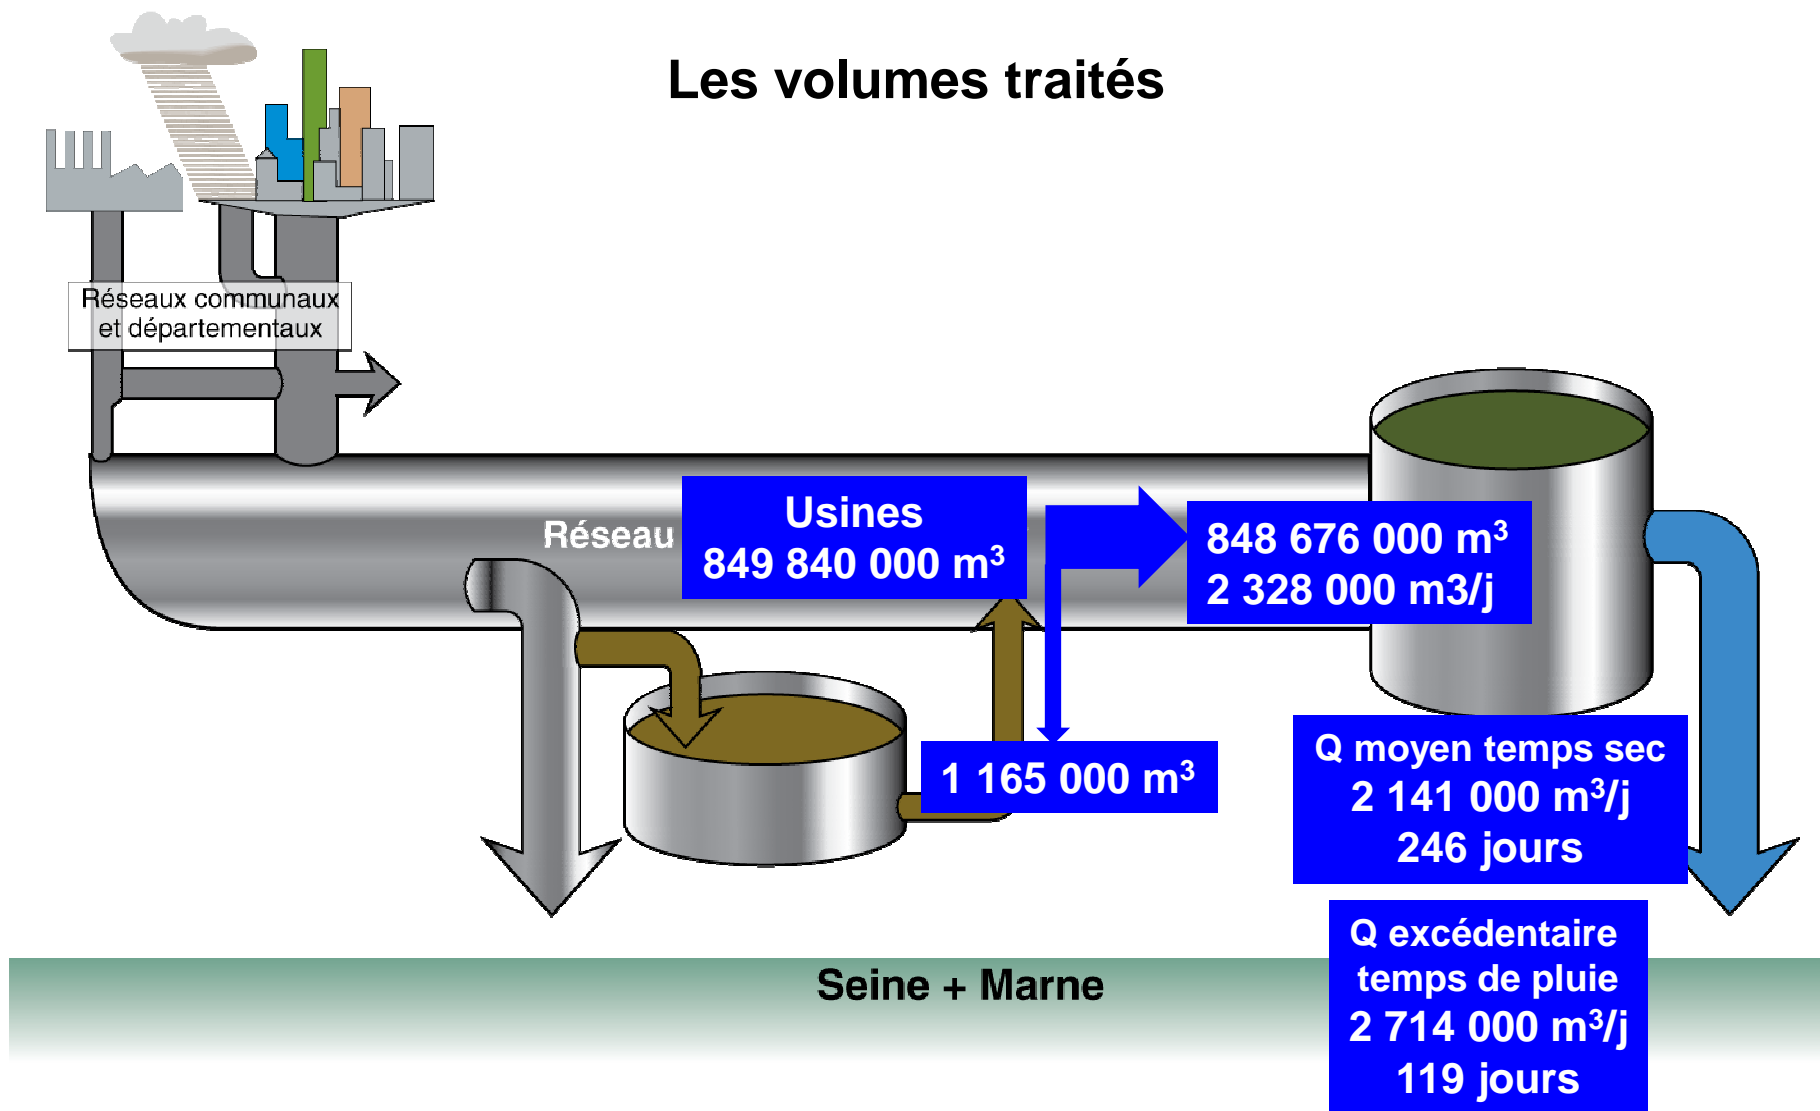 Les volumes traités
Réseaux communaux
et départementaux
Réseau
Usines
849 840 000 m³
848 676 000 m³
2 328 000 m3/j
1 165 000 m³
Q moyen temps sec
2 141 000 m³/j
246 jours
Q excédentaire
temps de pluie
2 714 000 m³/j
119 jours
Seine + Marne